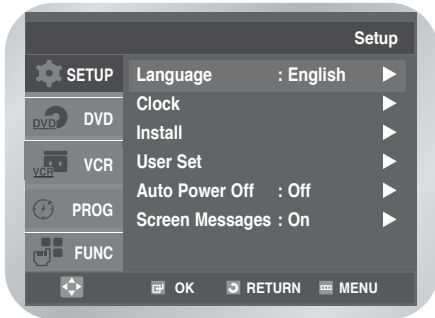 Setup
SETUP
Language : English
Clock
DVD DVD
Install
VCR VCR
User Set
Auto Power Off : Off
PROG
Screen Messages : On
FUNC
OK RETURN MENU